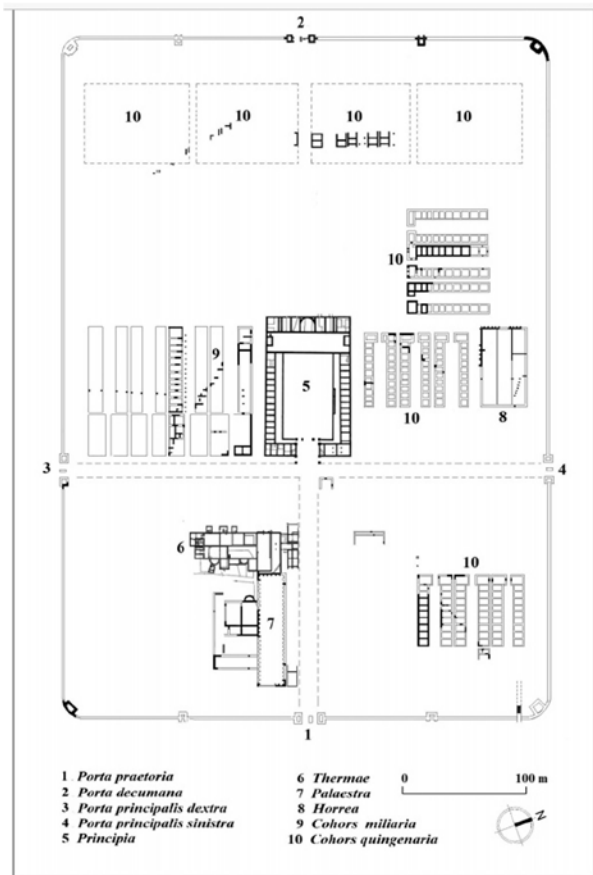 2
10 10 10 10
10
9
5
10
8
3
4
6
10
7
1
1 Porta praetoria
2 Porta decumana
3 Porta principalis dextra
4 Porta principalis sinistra
5 Principia
6 Thermae
7 Palaestra
8 Horrea
9 Cohors miliaria
10 Cohors quingenaria
0 100 m
N